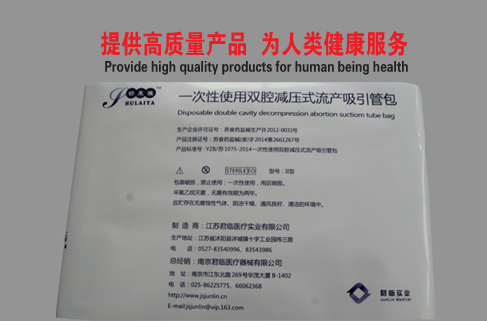 提供高质量产品 为人类健康服务
Provide high quality products for human being health
舒莱雅 TM
HULAIYA
一次性使用双腔减压式流产吸引管包
Disposable double cavity decompression abortion suctiom tube bag
生产企业许可证号：苏食药监械生产许2012-0031号
产品注册证号：苏食药监械(准)字2014第2661267号
产品标准号：YZB/苏1075-2014一次性使用双腔减压式流产吸引管包
STERILE EO 型号：II型
包装破损，禁止使用；一次性使用，用后销毁。
环氧乙烷灭菌，无菌有效期为两年。
应贮存在无腐蚀性气体、阴凉干燥、通风良好、清洁的环境中。
制 造 商：江苏君临医疗实业有限公司
生产地址：江苏省沭阳县沭城镇十字工业园纬三路
电 话：0527-83540996、83543986
总经销：南京君临医疗器械有限公司
地 址：南京市江东北路269号华茂大厦B-1402
电 话：025-86225775、66062368
http://www.jsjunlin.cn
E-mail.jsjunlin@vip.163.com
君临实业
JunLin Medical